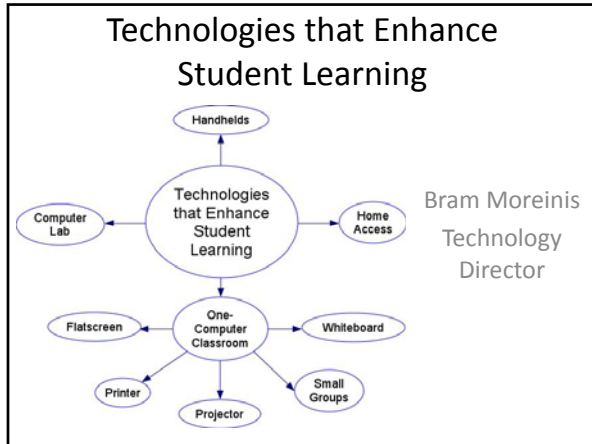 Technologies that Enhance
Student Learning
Handhelds
Technologies
that Enhance
Student
Learning
Computer
Lab
Home
Access
Bram Moreinis
Technology
Director
Flatscreen
One-
Computer
Classroom
Whiteboard
Printer
Projector
Small
Groups